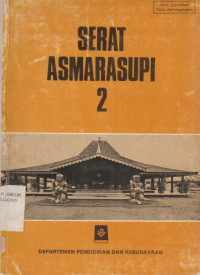 SERAT
ASMARASUPI
2
DEPARTEMEN PENDIDIKAN DAN KEBUDAYAAN